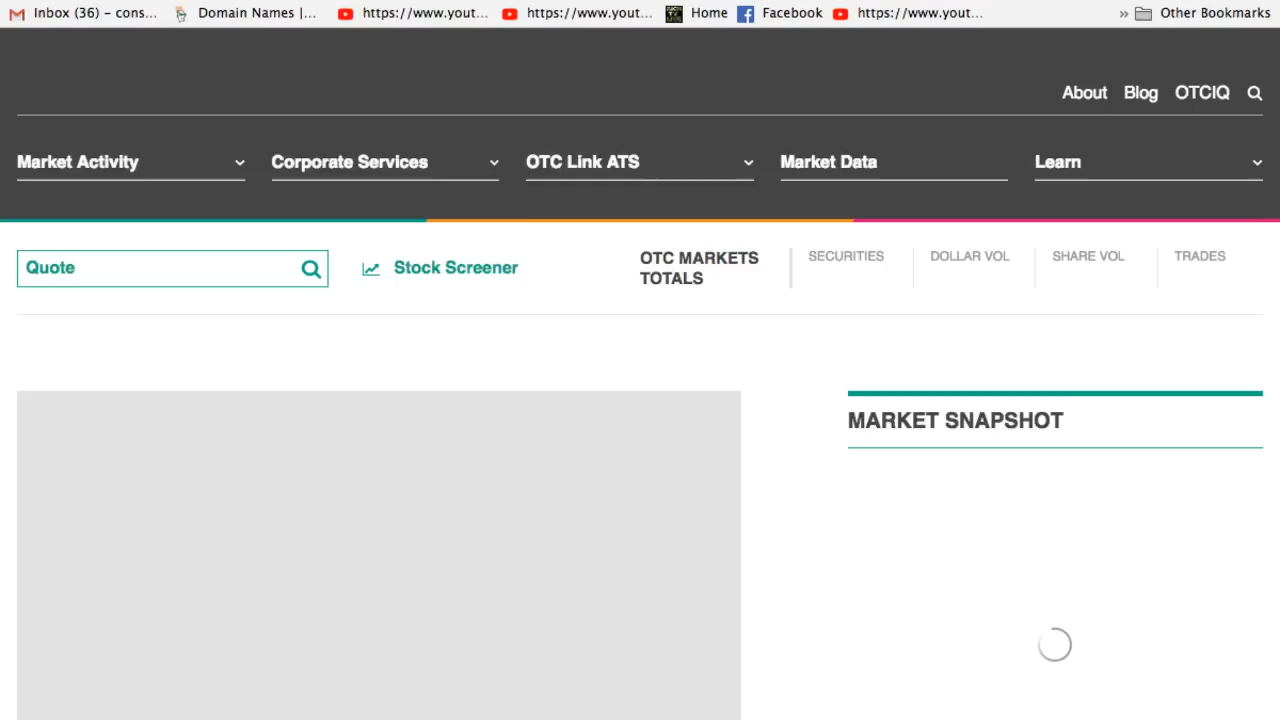 Inbox (36) – cons... Domain Names |... https://www.yout... https://www.yout... Home Facebook https://www.yout... » Other Bookmarks
About Blog OTCIQ
Market Activity Corporate Services OTC Link ATS Market Data Learn
Quote Stock Screener
OTC MARKETS
TOTALS
SECURITIES DOLLAR VOL SHARE VOL TRADES
MARKET SNAPSHOT